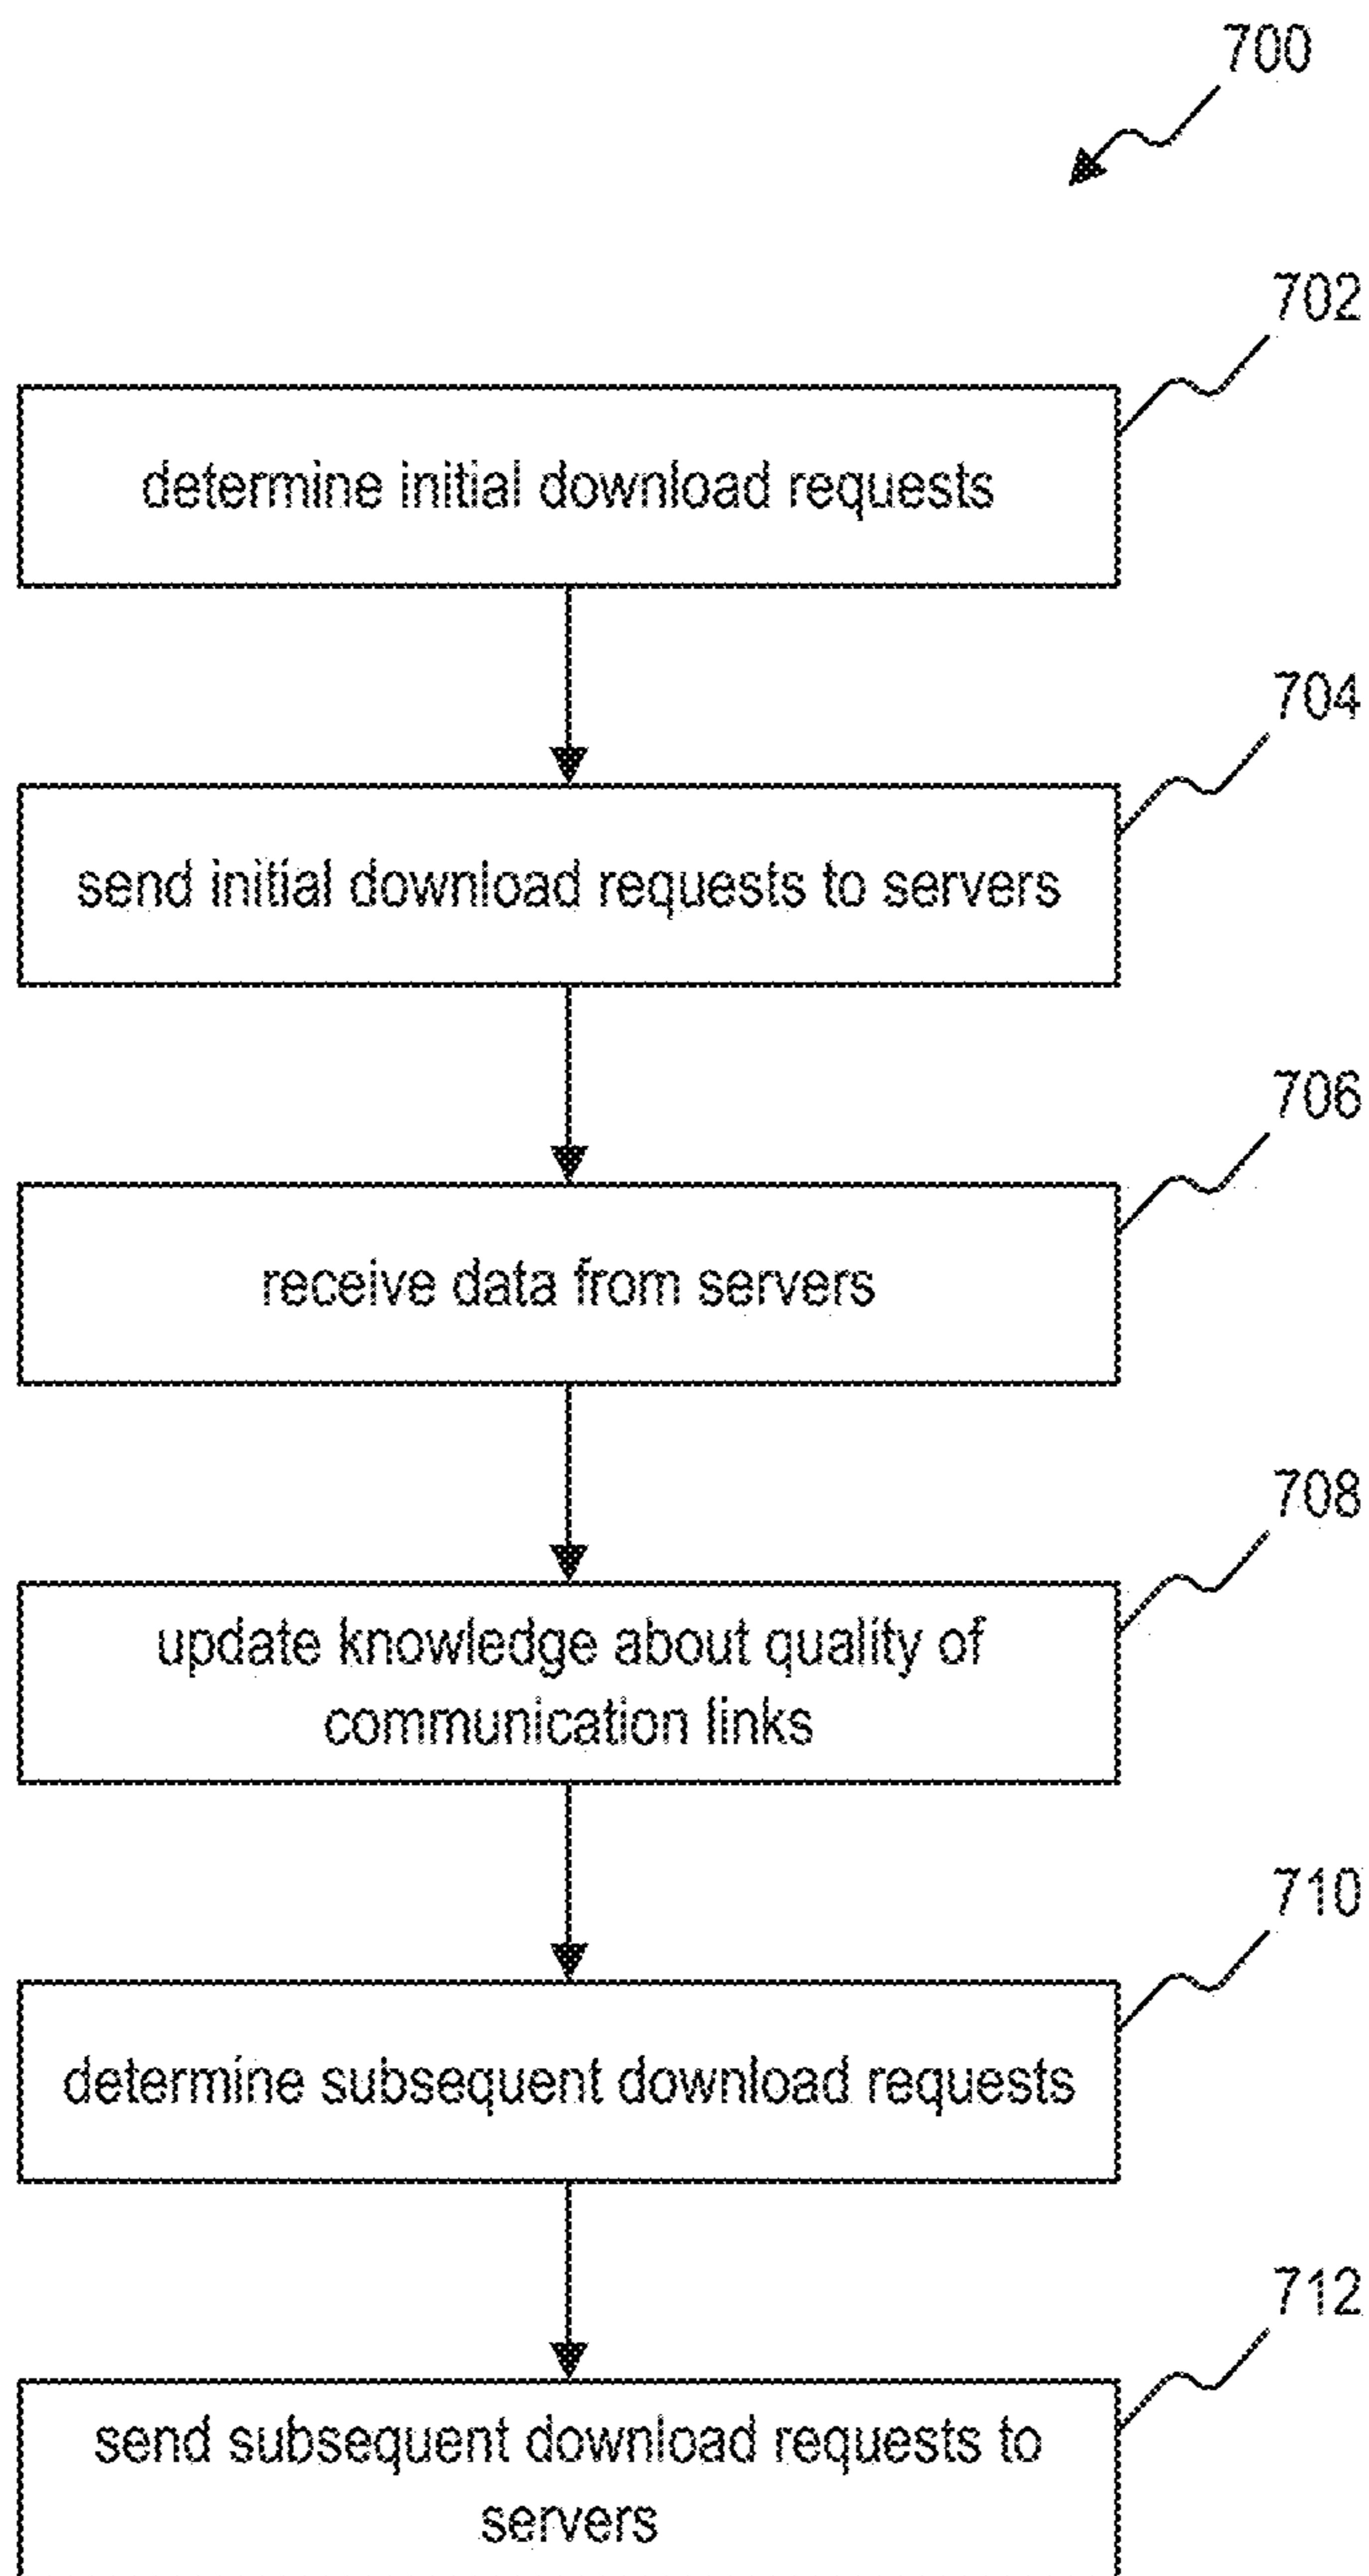 700
702
determine initial download requests
704
send initial download requests to servers
706
receive data from servers
708
update knowledge about quality of
communication links
710
determine subsequent download requests
712
send subsequent download requests to
servers